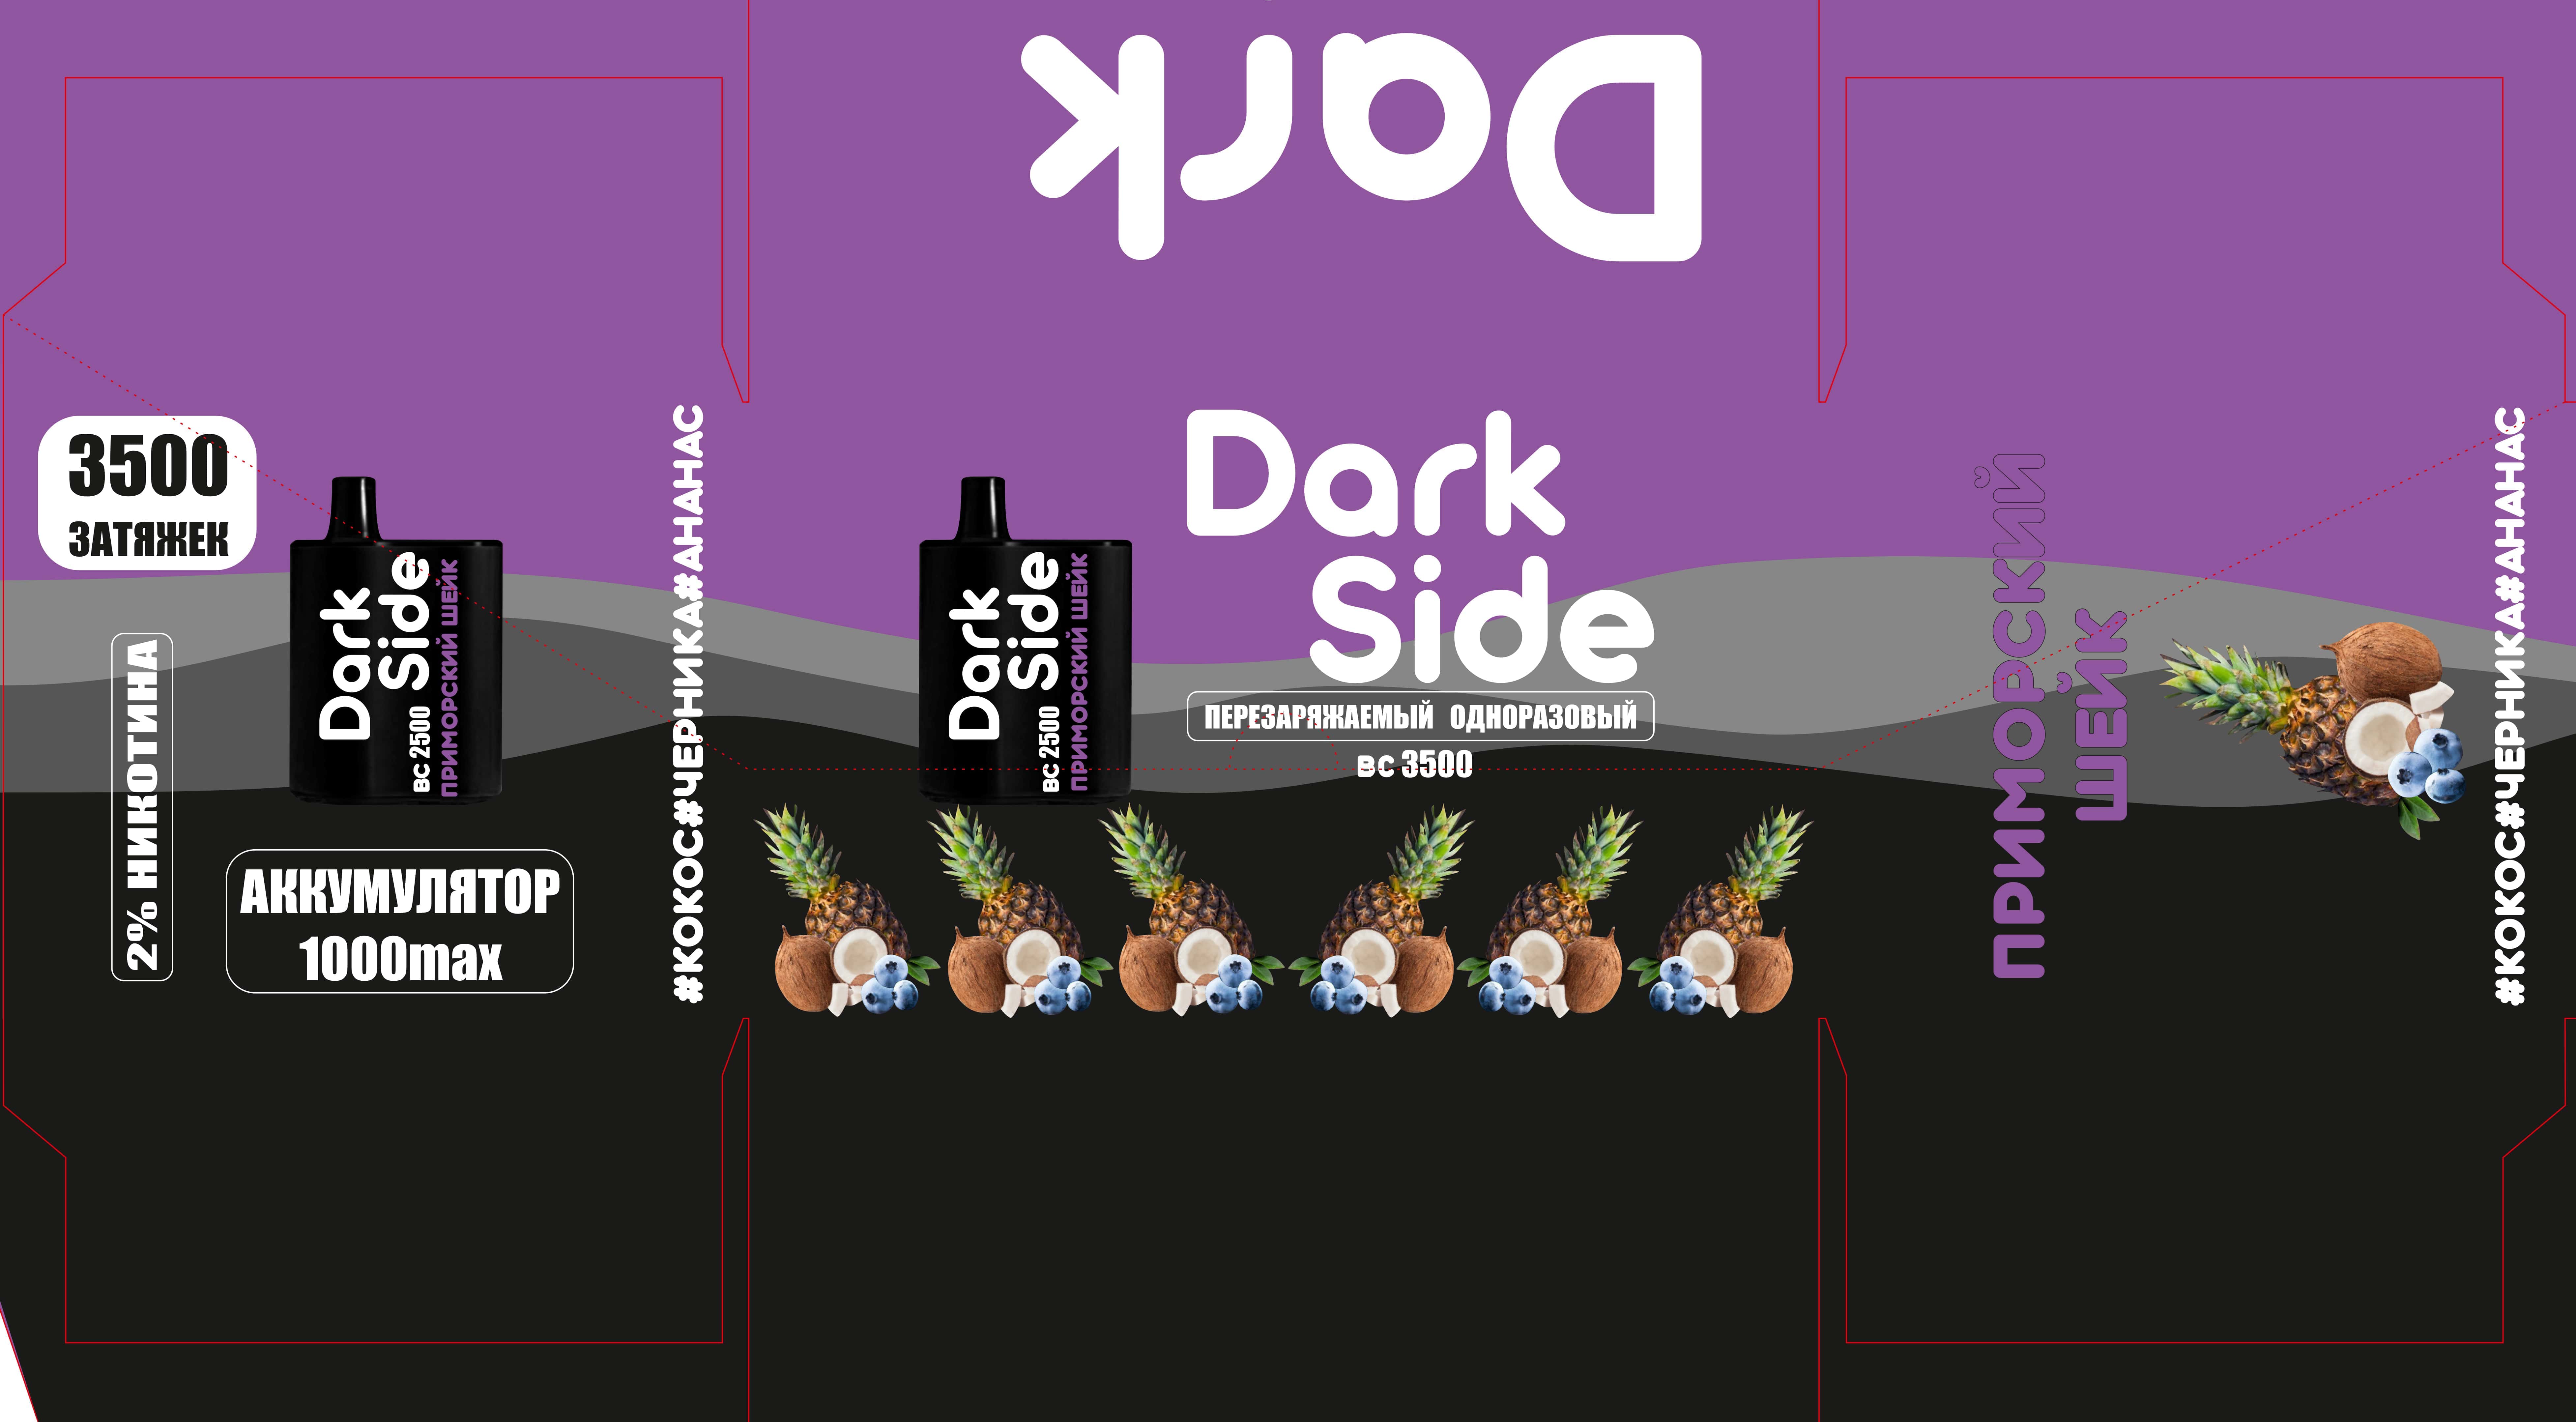 Dark
3500
ЗАТЯЖЕК
2% НИКОТИНА
Dark
Side
вс 2500
ПРИМОРСКИЙ ШЕЙК
АККУМУЛЯТОР
1000max
#КОКОС#ЧЕРНИКА#АНАНАС
Dark
Side
вс 2500
ПРИМОРСКИЙ ШЕЙК
Dark
Side
ПЕРЕЗАРЯЖАЕМЫЙ ОДНОРАЗОВЫЙ
вс 3500
ПРИМОРСКИЙ
ШЕЙК
#КОКОС#ЧЕРНИКА#АНАНАС